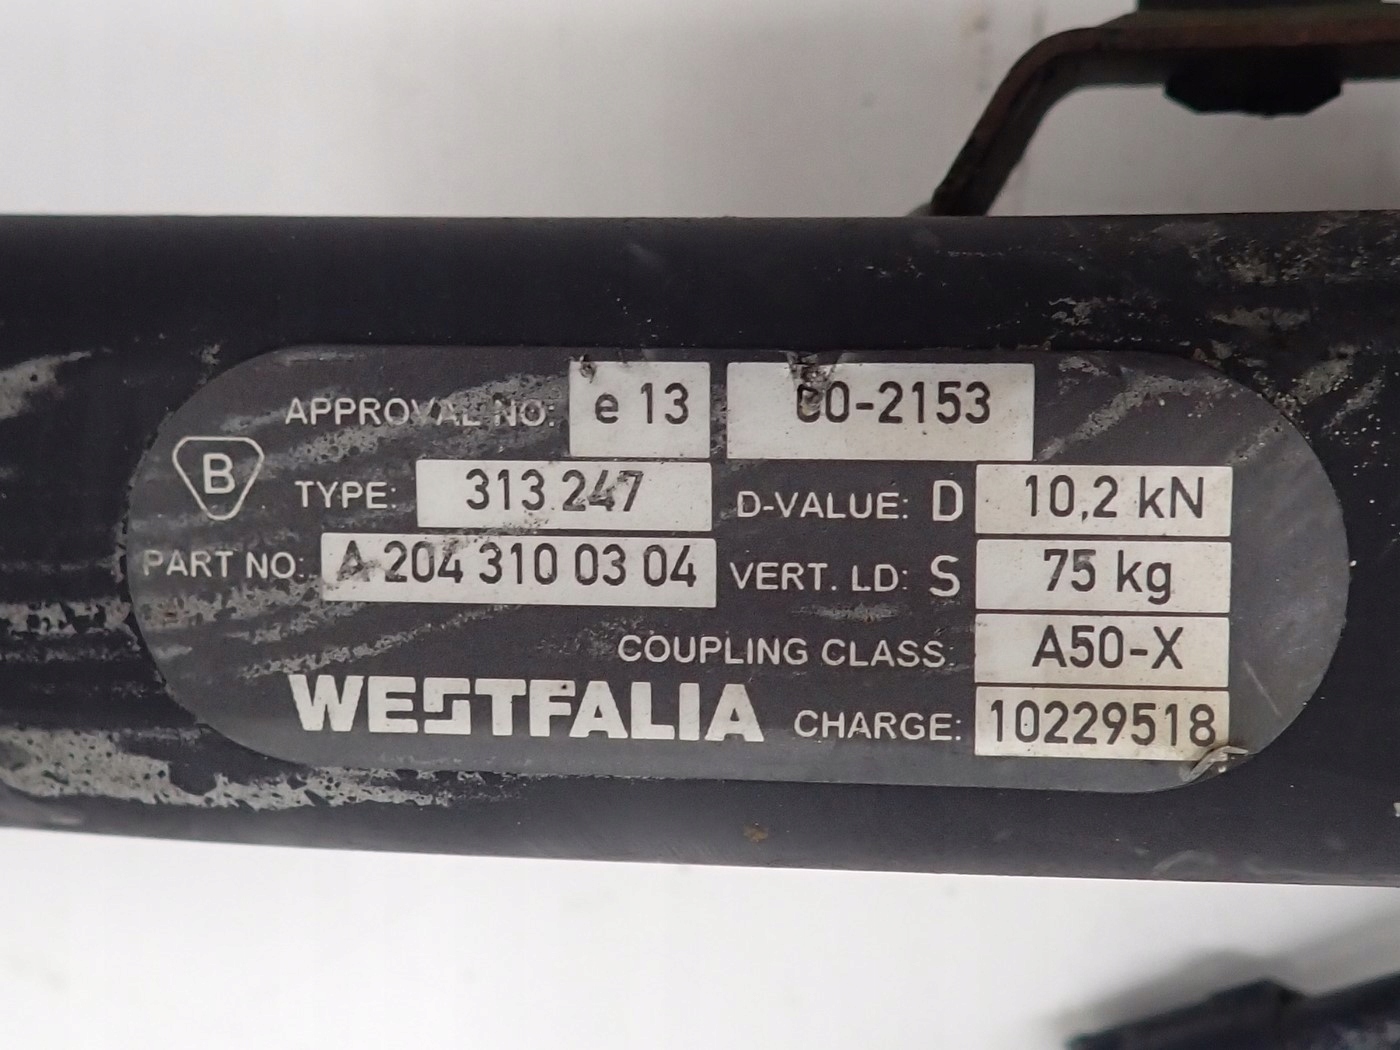 APPROVAL NO: e 13 00-2153
B
TYPE: 313 247 D-VALUE: D 10,2 kN
PART NO: A 204 310 03 04 VERT. LD: S 75 kg
COUPLING CLASS: A50-X
WESTFALIA CHARGE: 10229518